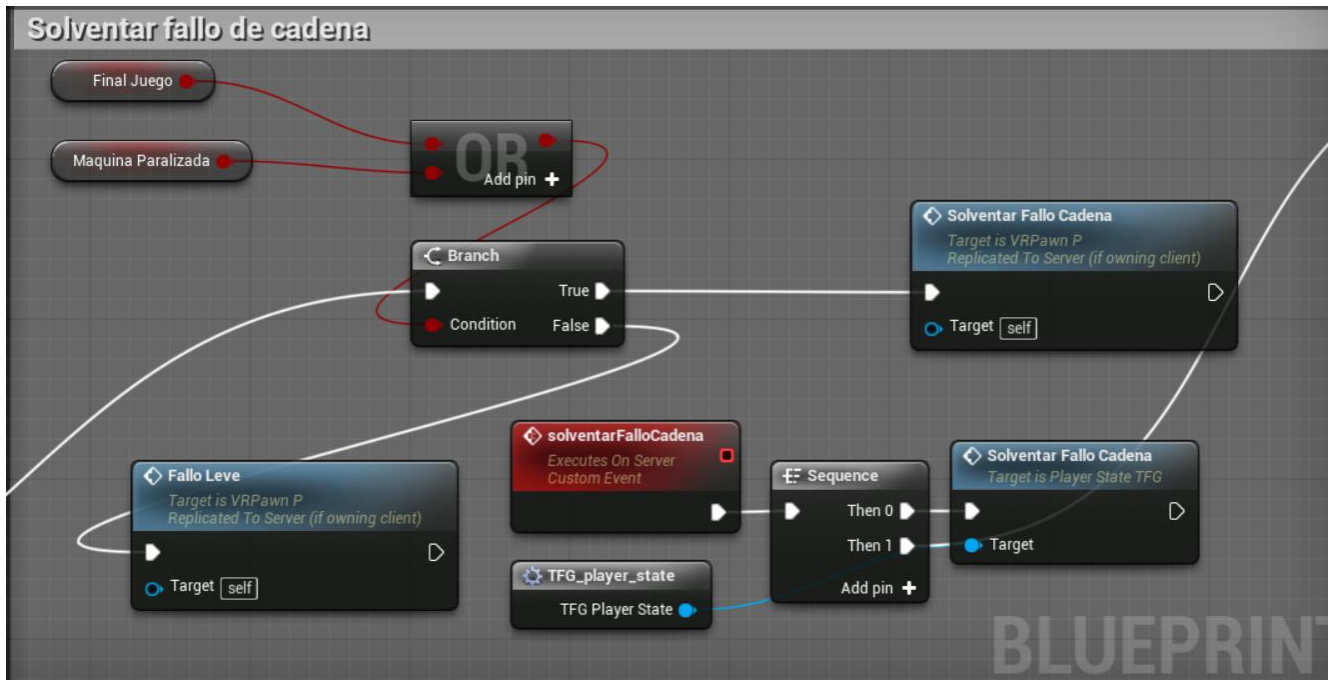 Solventar fallo de cadena
Final Juego
Maquina Paralizada
OR
Add pin +
Branch
True
Condition
False
Solventar Fallo Cadena
Target is VRPawn P
Replicated To Server (if owning client)
Target self
Fallo Leve
Target is VRPawn P
Replicated To Server (if owning client)
Target self
solventarFalloCadena
Executes On Server
Custom Event
TFG_player_state
TFG Player State
Sequence
Then 0
Then 1
Add pin +
Solventar Fallo Cadena
Target is Player State TFG
Target
BLUEPRINT